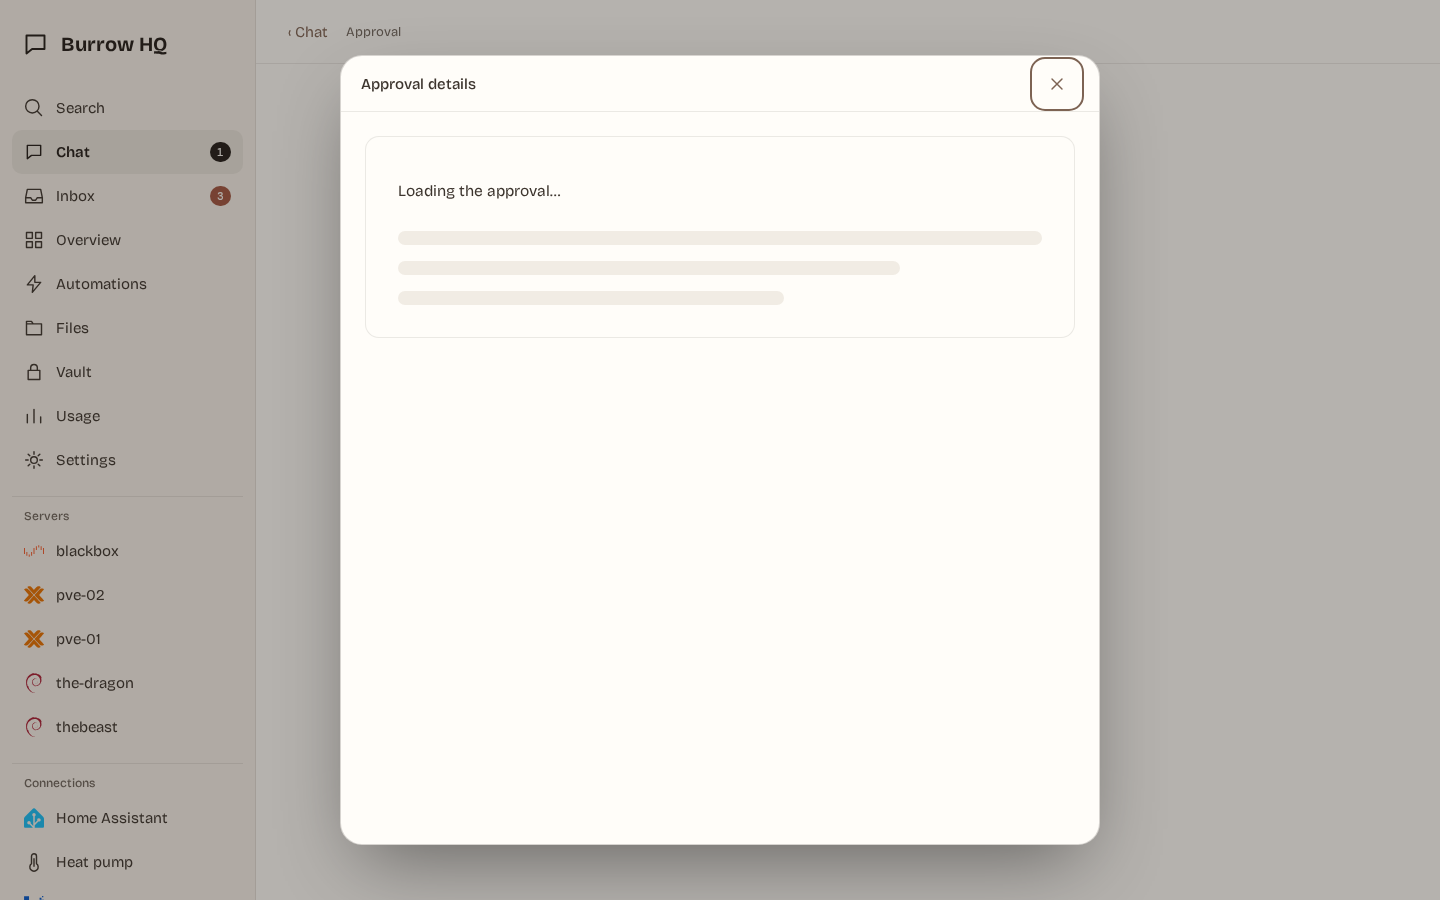 Burrow HQ
Search
Chat
1
Inbox
3
Overview
Automations
Files
Vault
Usage
Settings
Servers
blackbox
pve-02
pve-01
the-dragon
thebeast
Connections
Home Assistant
Heat pump
‹ Chat
Approval
Approval details
Loading the approval...